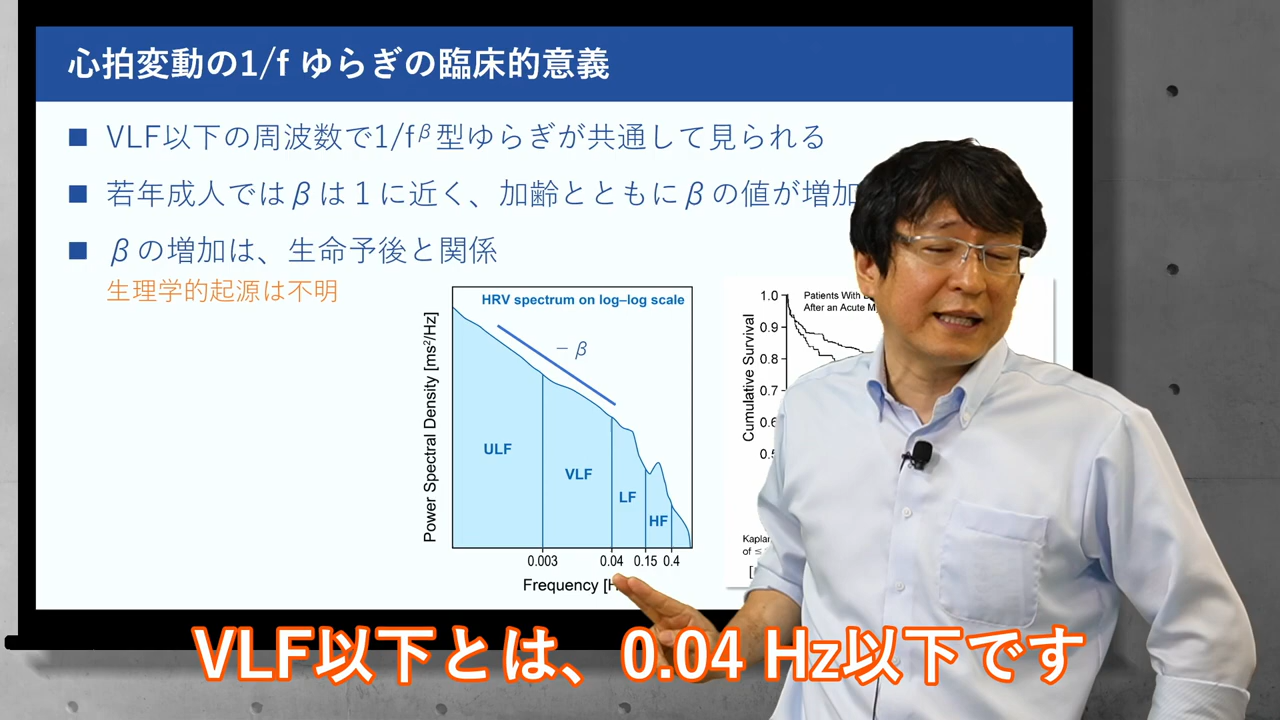 心拍変動の1/f ゆらぎの臨床的意義
■ VLF以下の周波数で1/fᵝ型ゆらぎが共通して見られる
■ 若年成人ではβは１に近く、加齢とともにβの値が増加
■ βの増加は、生命予後と関係
生理学的起源は不明
HRV spectrum on log–log scale
− β
Power Spectral Density [ms²/Hz]
ULF
VLF
LF
HF
0.003 0.04 0.15 0.4
Frequency [H
Patients With
After an Acute M
Cumulative Survival
1.0
0.9
0.8
0.7
0.6
0.5
Kaplan
of ≤
[
VLF以下とは、0.04 Hz以下です